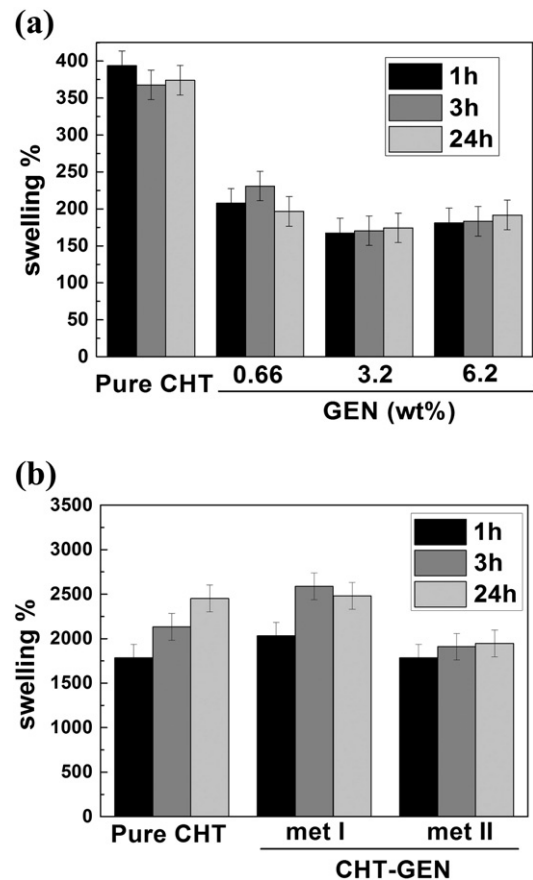 (a)
400
350
300
250
200
150
100
50
0
swelling %
1h
3h
24h
Pure CHT 0.66 3.2 6.2
GEN (wt%)
(b)
3500
3000
2500
2000
1500
1000
500
0
swelling %
1h
3h
24h
Pure CHT met I met II
CHT-GEN